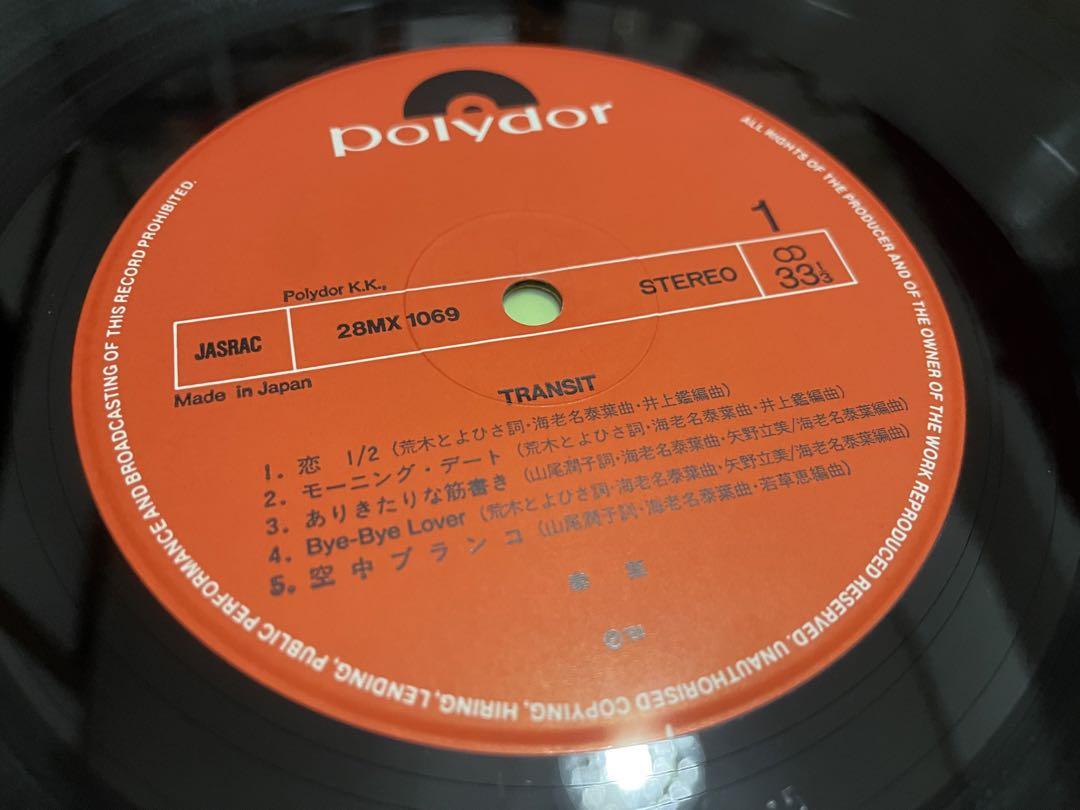 polydor
1
Polydor K.K.,
JASRAC
28MX 1069
STEREO
33⅓
Made in Japan
TRANSIT
1. 恋 1/2 (荒木とよひさ詞・海老名泰葉曲・井上鑑編曲)
2. モーニング・デート (荒木とよひさ詞・海老名泰葉曲・井上鑑編曲)
3. ありきたりな筋書き (山尾潤子詞・海老名泰葉曲・矢野立美/海老名泰葉編曲)
4. Bye-Bye Lover (荒木とよひさ詞・海老名泰葉曲・矢野立美/海老名泰葉編曲)
5. 空中ブランコ (山尾潤子詞・海老名泰葉曲・若草恵編曲)
泰葉
ALL RIGHTS OF THE PRODUCER AND OF THE OWNER OF THE WORK REPRODUCED RESERVED. UNAUTHORISED COPYING, HIRING, LENDING, PUBLIC PERFORMANCE AND BROADCASTING OF THIS RECORD PROHIBITED.